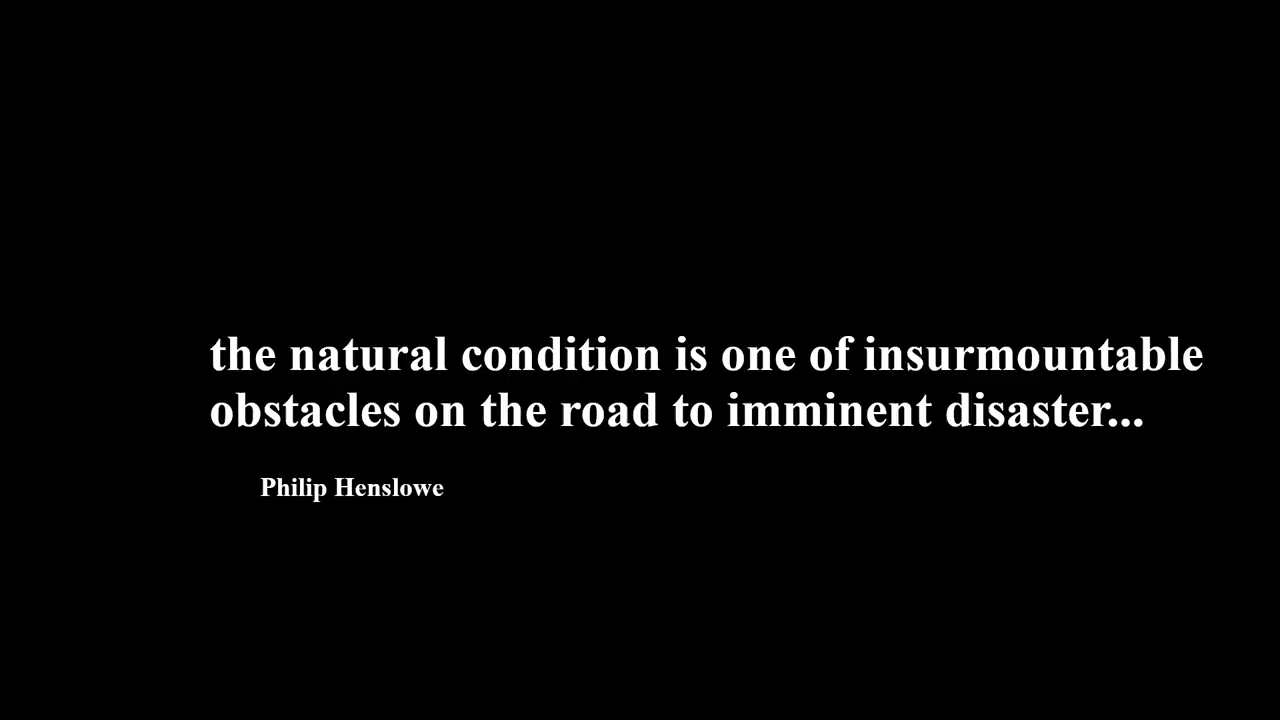 the natural condition is one of insurmountable
obstacles on the road to imminent disaster...
Philip Henslowe